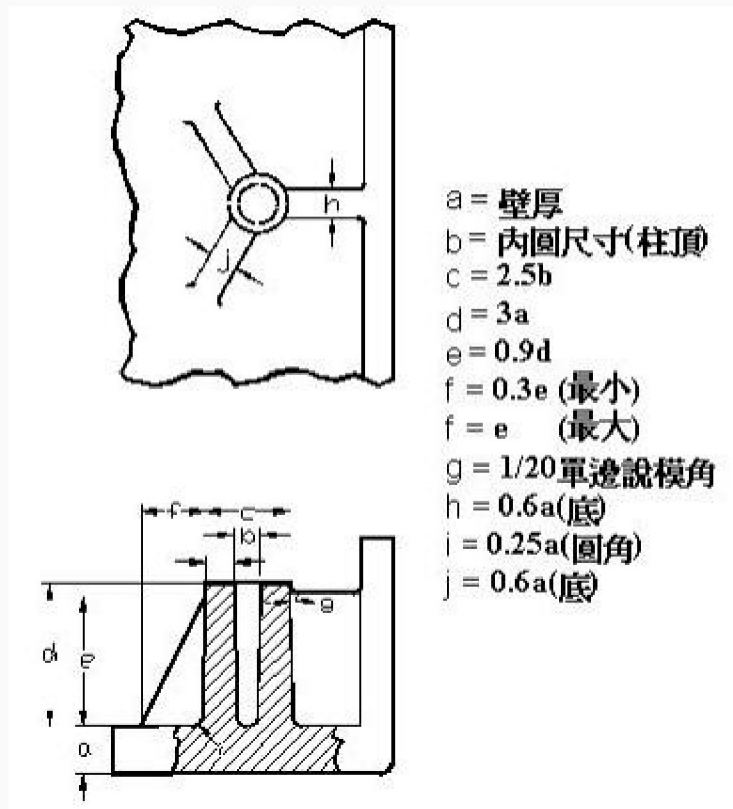 h
j
a = 壁厚
b = 內圓尺寸(柱頂)
c = 2.5b
d = 3a
e = 0.9d
f = 0.3e (最小)
f = e (最大)
g = 1/20單邊說模角
h = 0.6a(底)
i = 0.25a(圓角)
j = 0.6a(底)
f c
b
g
d e
i
a